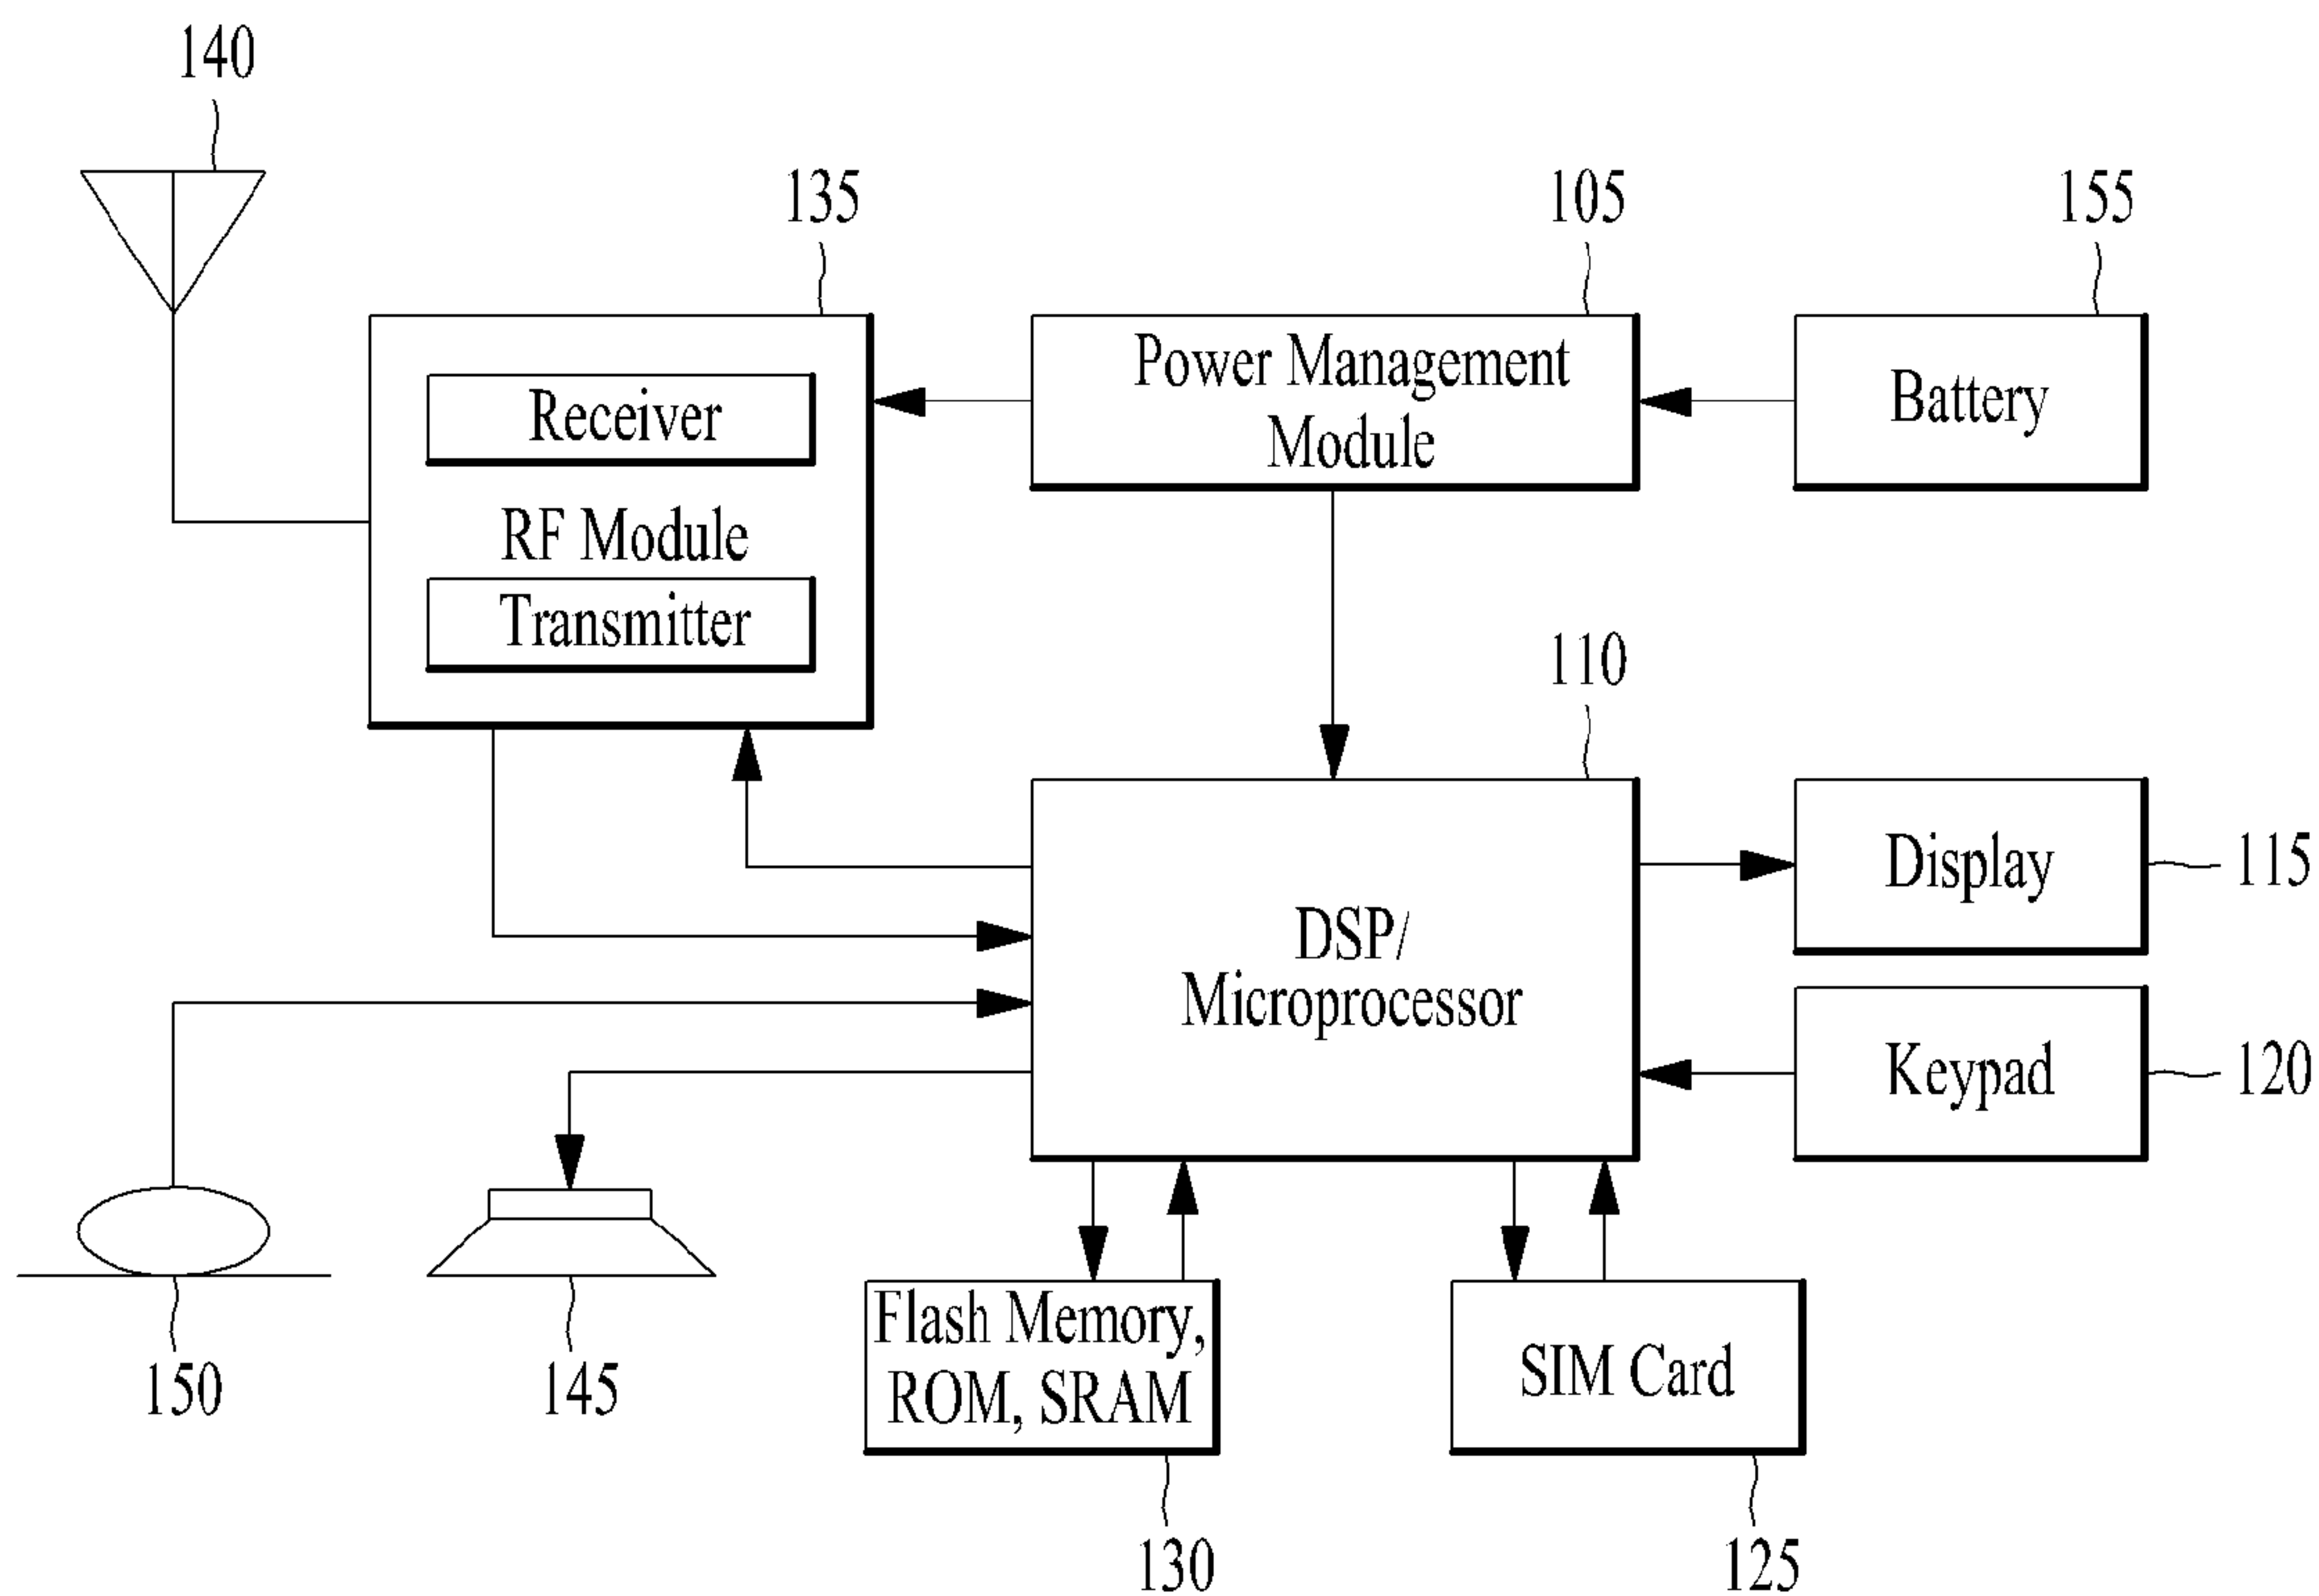 140
135
105
155
Receiver
RF Module
Transmitter
Power Management
Module
Battery
110
DSP/
Microprocessor
Display
115
Keypad
120
150
145
Flash Memory,
ROM, SRAM
SIM Card
130
125